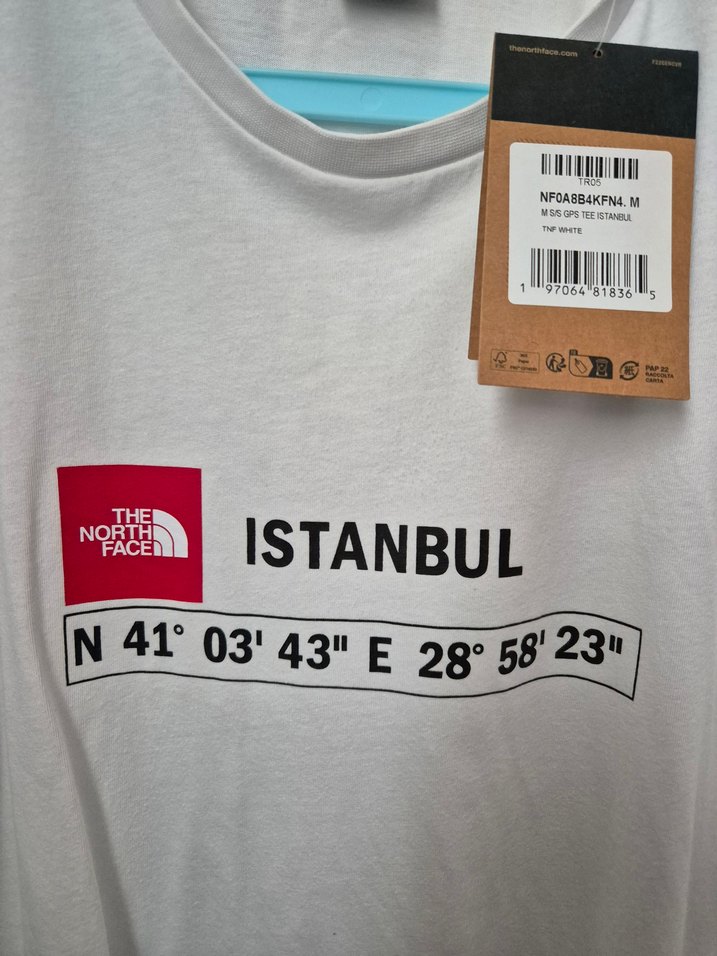 thenorthface.com
TR05
NF0A8B4KFN4. M
M S/S GPS TEE ISTANBUL
TNF WHITE
1 97064 81836 5
FSC
PAP 22
RACCOLTA
CARTA
THE
NORTH
FACE
ISTANBUL
N 41° 03' 43" E 28° 58' 23"